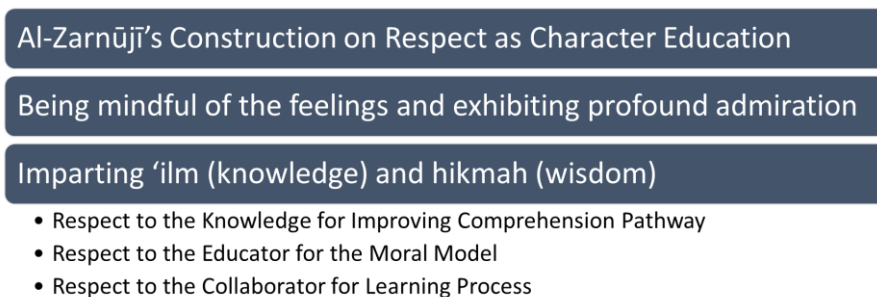 Al-Zarnūjī's Construction on Respect as Character Education
Being mindful of the feelings and exhibiting profound admiration
Imparting 'ilm (knowledge) and hikmah (wisdom)
• Respect to the Knowledge for Improving Comprehension Pathway
• Respect to the Educator for the Moral Model
• Respect to the Collaborator for Learning Process